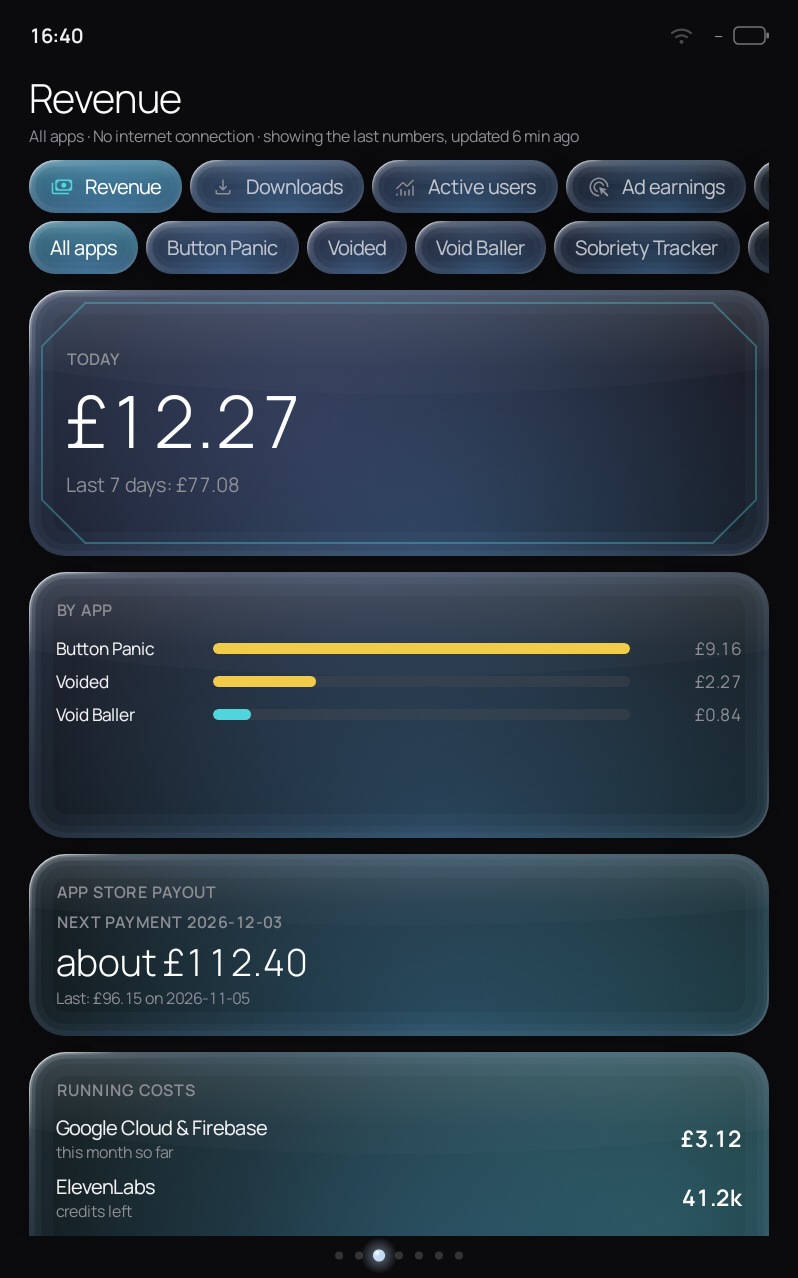 16:40
–
Revenue
All apps · No internet connection · showing the last numbers, updated 6 min ago
Revenue Downloads Active users Ad earnings
All apps Button Panic Voided Void Baller Sobriety Tracker
TODAY
£12.27
Last 7 days: £77.08
BY APP
Button Panic £9.16
Voided £2.27
Void Baller £0.84
APP STORE PAYOUT
NEXT PAYMENT 2026-12-03
about £112.40
Last: £96.15 on 2026-11-05
RUNNING COSTS
Google Cloud & Firebase £3.12
this month so far
ElevenLabs 41.2k
credits left